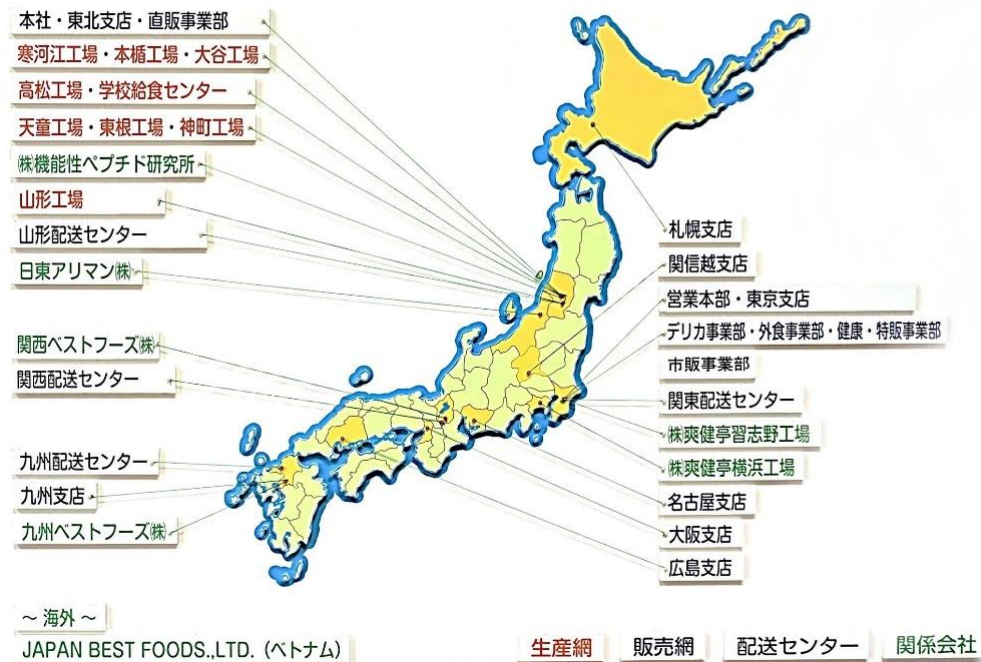 本社・東北支店・直販事業部
寒河江工場・本楯工場・大谷工場
高松工場・学校給食センター
天童工場・東根工場・神町工場
㈱機能性ペプチド研究所
山形工場
山形配送センター
日東アリマン㈱
関西ベストフーズ㈱
関西配送センター
九州配送センター
九州支店
九州ベストフーズ㈱
札幌支店
関信越支店
営業本部・東京支店
デリカ事業部・外食事業部・健康・特販事業部
市販事業部
関東配送センター
㈱爽健亭習志野工場
㈱爽健亭横浜工場
名古屋支店
大阪支店
広島支店
～ 海外 ～
JAPAN BEST FOODS.,LTD. (ベトナム)
生産網 販売網 配送センター 関係会社